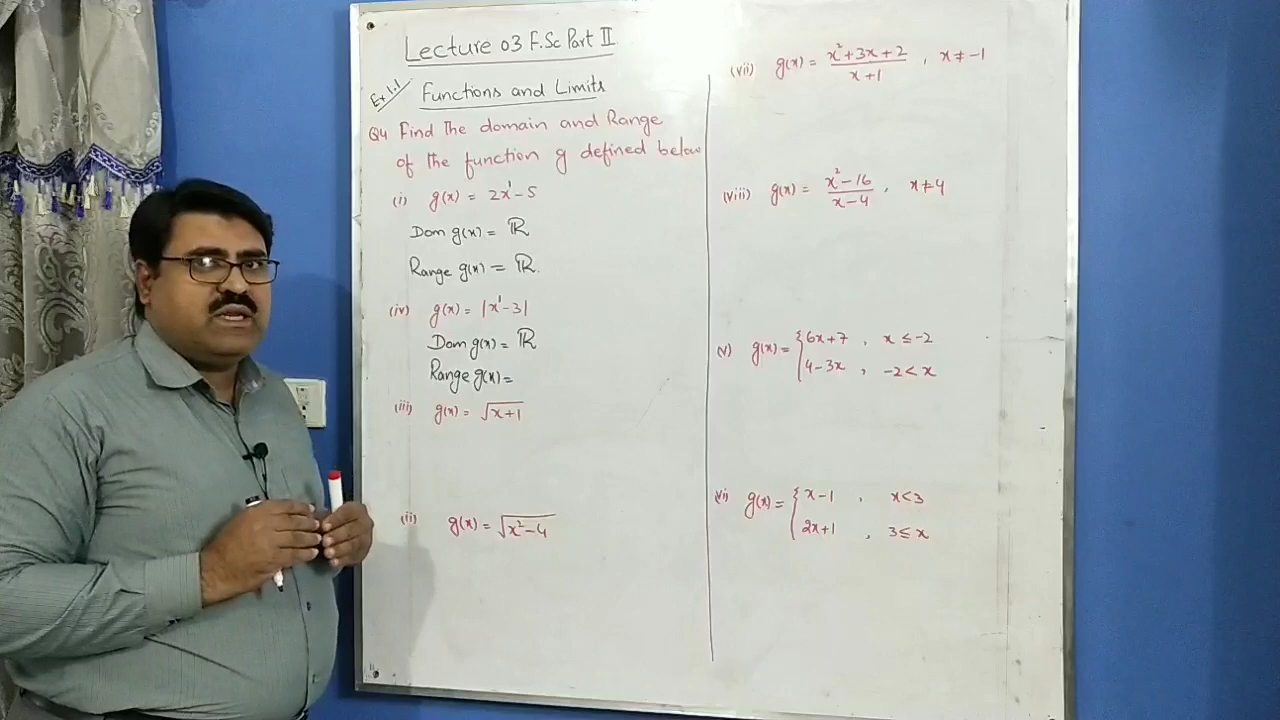 Lecture 03 F.Sc Part II
Ex 1.1
Functions and Limits
Q4 Find The domain and Range
of the function g defined below
(i) g(x) = 2x¹-5
Dom g(x) = ℝ
Range g(x) = ℝ.
(iv) g(x) = |x¹-3|
Dom g(x) = ℝ
Range g(x) =
(iii) g(x) = √(x+1)
(ii) g(x) = √(x²-4)
(vii) g(x) = (x²+3x+2)/(x+1) , x ≠ -1
(viii) g(x) = (x²-16)/(x-4) , x ≠ 4
(v) g(x) = { 6x+7 , x ≤ -2
4-3x , -2 < x
(vi) g(x) = { x-1 , x<3
2x+1 , 3 ≤ x